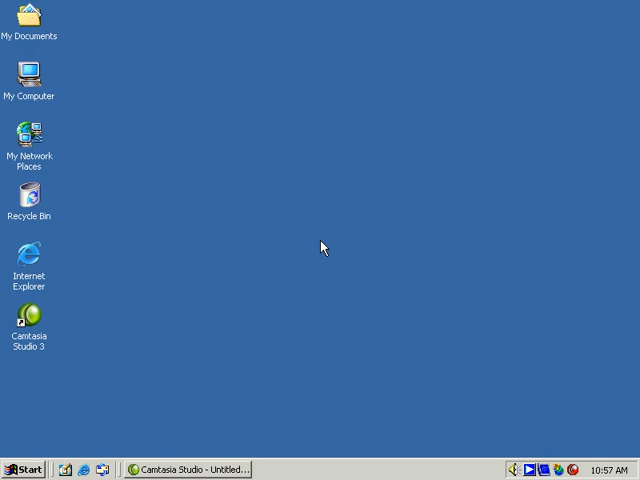 My Documents
My Computer
My Network
Places
Recycle Bin
Internet
Explorer
Camtasia
Studio 3
Start
Camtasia Studio - Untitled...
10:57 AM